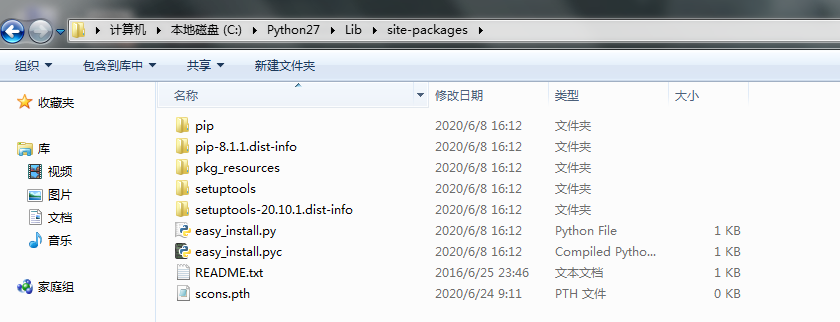 计算机 本地磁盘 (C:) Python27 Lib site-packages
组织 包含到库中 共享 新建文件夹
收藏夹
库
视频
图片
文档
音乐
家庭组
名称 修改日期 类型 大小
pip 2020/6/8 16:12 文件夹
pip-8.1.1.dist-info 2020/6/8 16:12 文件夹
pkg_resources 2020/6/8 16:12 文件夹
setuptools 2020/6/8 16:12 文件夹
setuptools-20.10.1.dist-info 2020/6/8 16:12 文件夹
easy_install.py 2020/6/8 16:12 Python File 1 KB
easy_install.pyc 2020/6/8 16:12 Compiled Pytho... 1 KB
README.txt 2016/6/25 23:46 文本文档 1 KB
scons.pth 2020/6/24 9:11 PTH 文件 0 KB